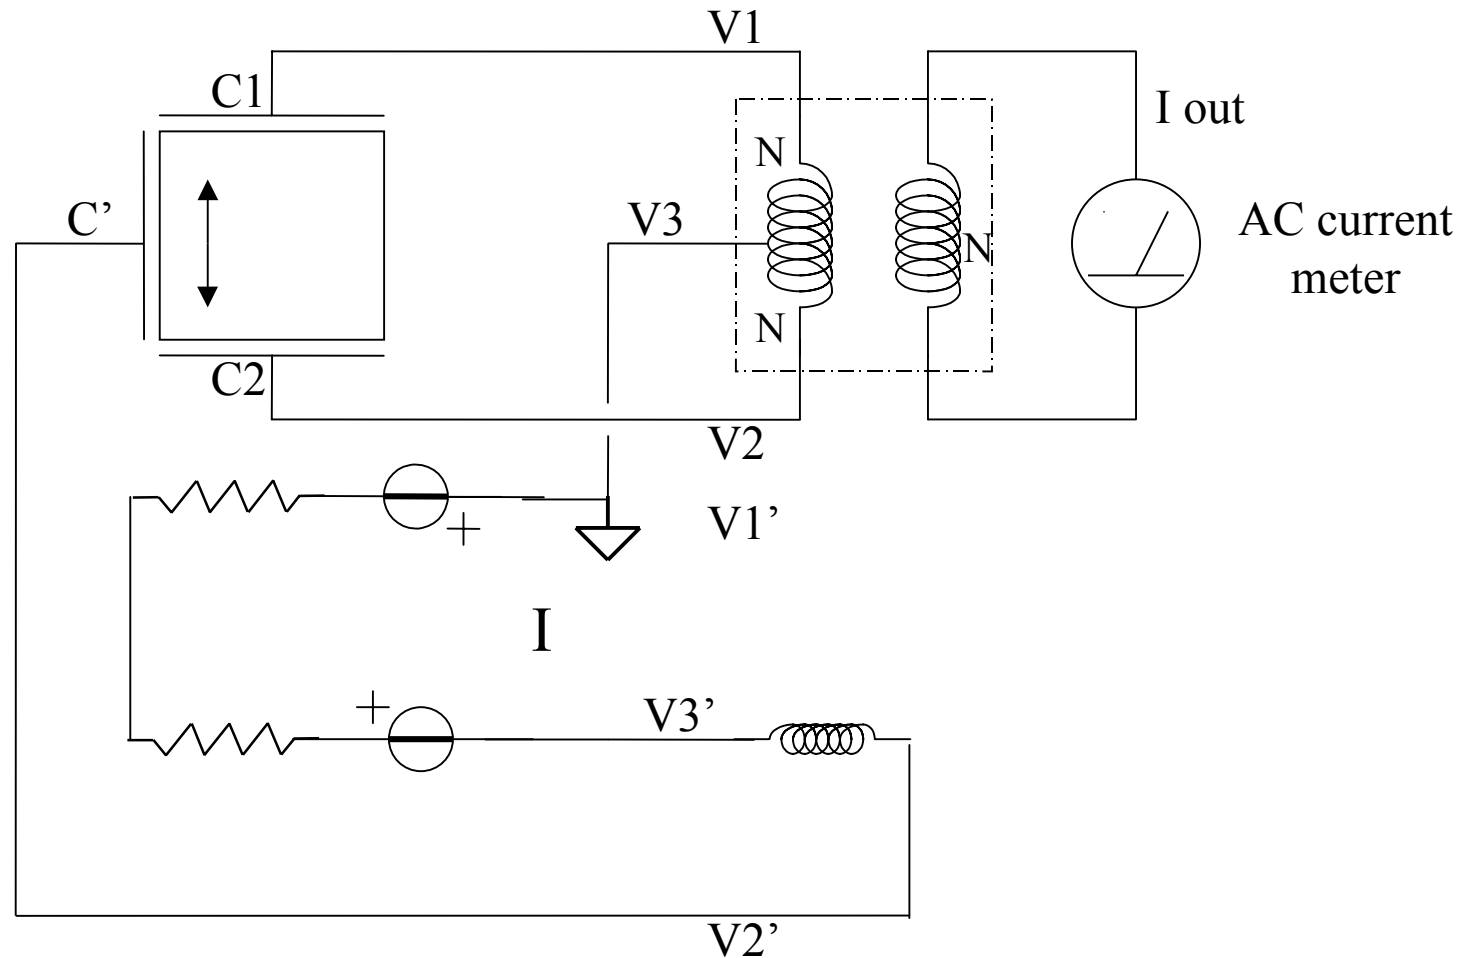 V1
C1
I out
N
C’
V3
N
AC current
meter
N
C2
V2
+
V1’
I
+
V3’
V2’